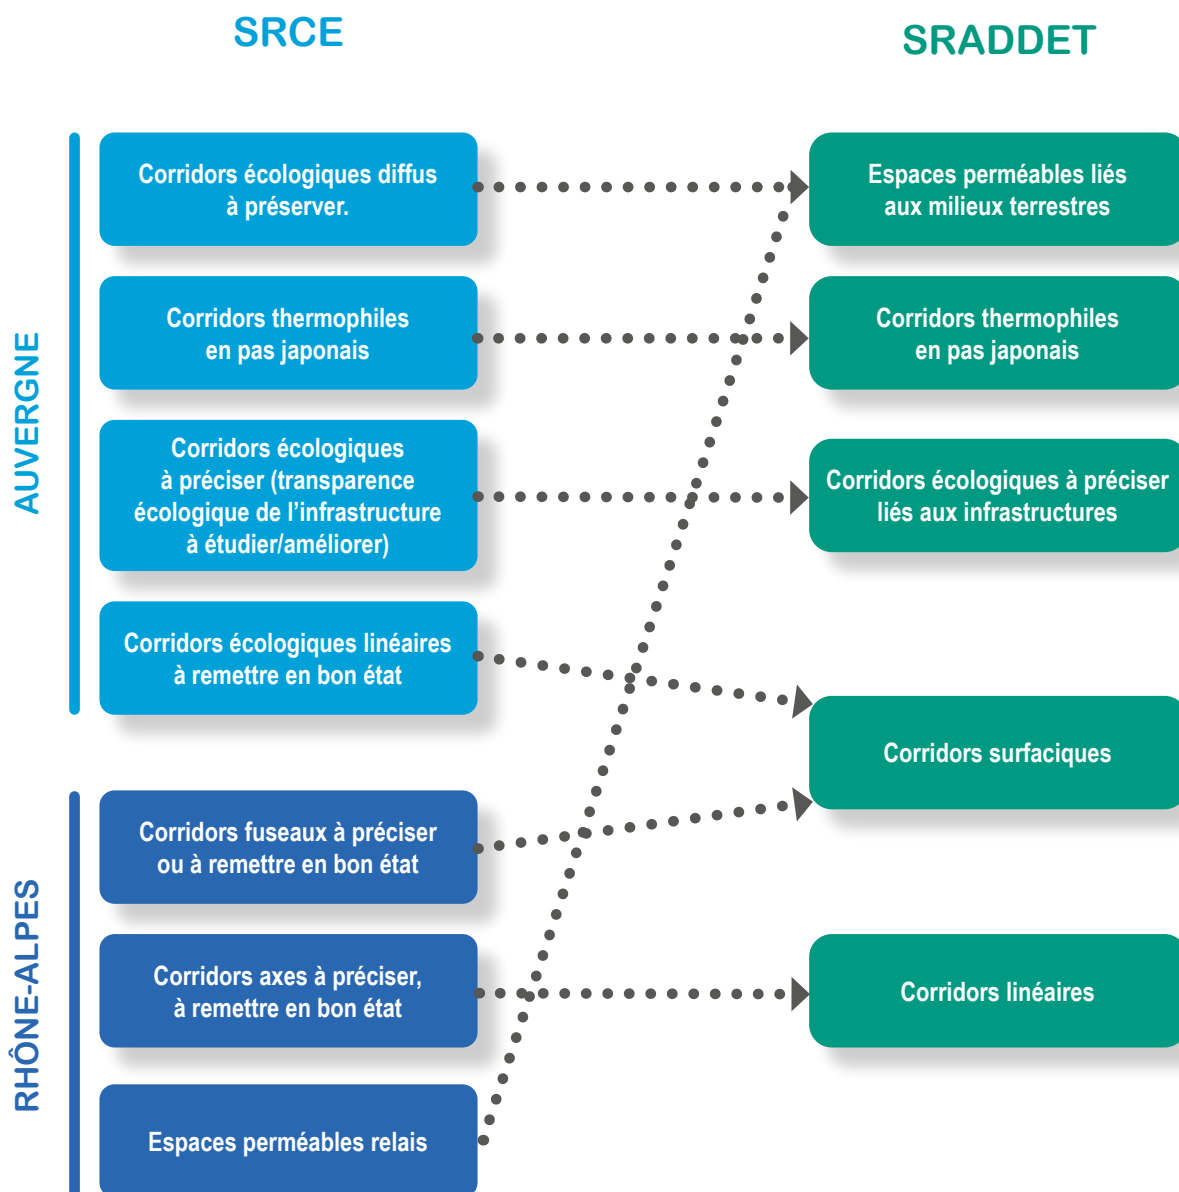 SRCE
SRADDET
AUVERGNE
Corridors écologiques diffus
à préserver.
Espaces perméables liés
aux milieux terrestres
Corridors thermophiles
en pas japonais
Corridors thermophiles
en pas japonais
Corridors écologiques
à préciser (transparence
écologique de l’infrastructure
à étudier/améliorer)
Corridors écologiques à préciser
liés aux infrastructures
Corridors écologiques linéaires
à remettre en bon état
Corridors surfaciques
RHÔNE-ALPES
Corridors fuseaux à préciser
ou à remettre en bon état
Corridors axes à préciser,
à remettre en bon état
Corridors linéaires
Espaces perméables relais